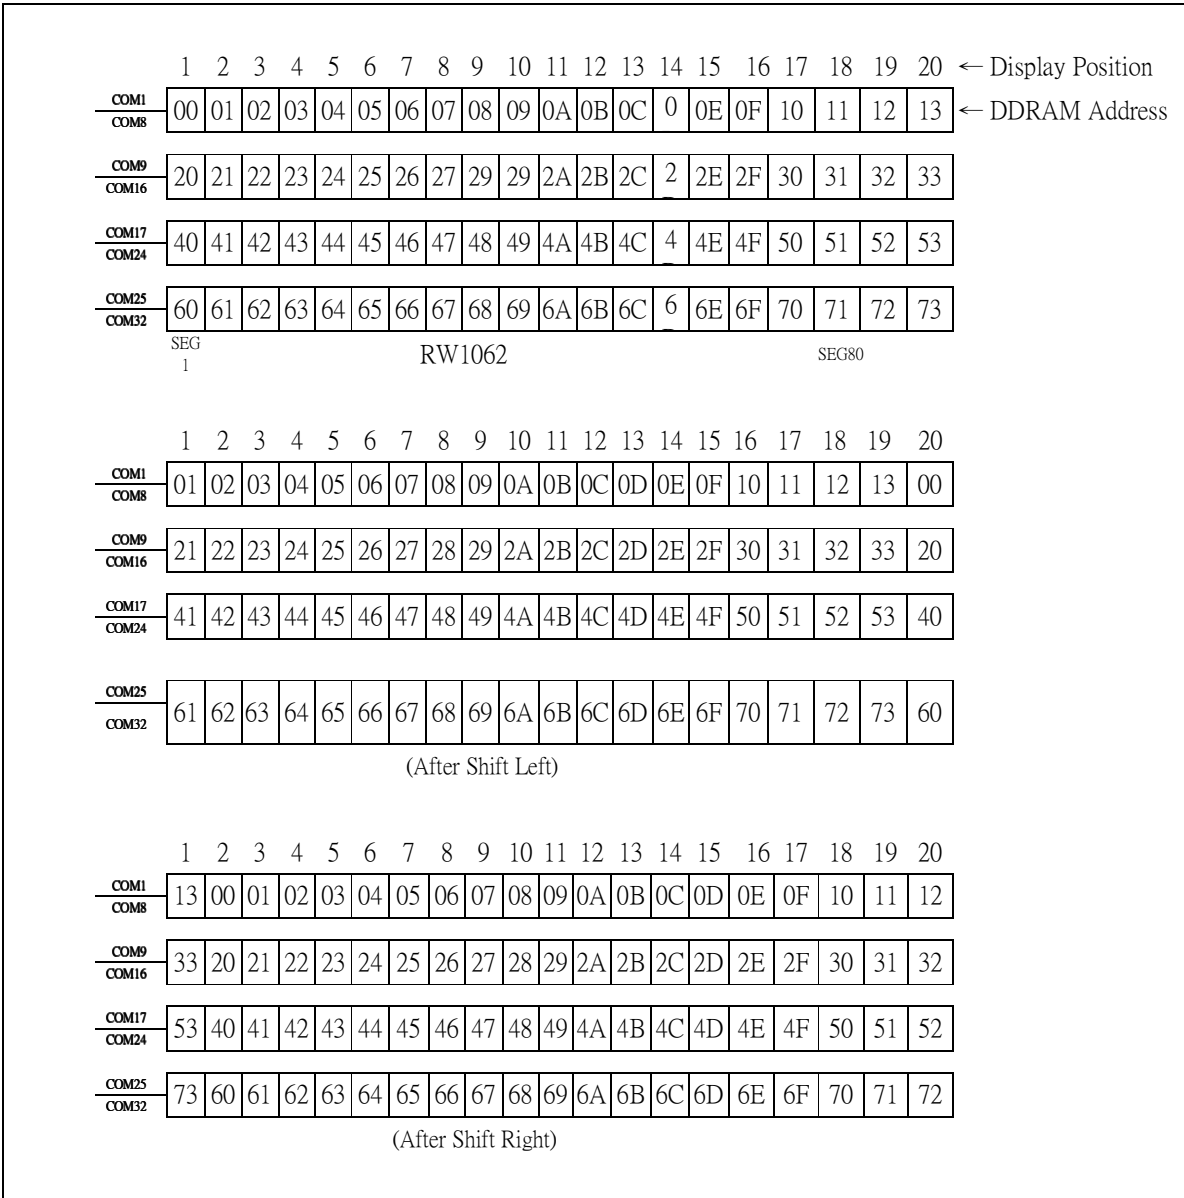 1 2 3 4 5 6 7 8 9 10 11 12 13 14 15 16 17 18 19 20 ← Display Position
COM1
COM8
00 01 02 03 04 05 06 07 08 09 0A 0B 0C 0 0E 0F 10 11 12 13 ← DDRAM Address
COM9
COM16
20 21 22 23 24 25 26 27 29 29 2A 2B 2C 2 2E 2F 30 31 32 33
COM17
COM24
40 41 42 43 44 45 46 47 48 49 4A 4B 4C 4 4E 4F 50 51 52 53
COM25
COM32
60 61 62 63 64 65 66 67 68 69 6A 6B 6C 6 6E 6F 70 71 72 73
SEG
1
RW1062
SEG80
1 2 3 4 5 6 7 8 9 10 11 12 13 14 15 16 17 18 19 20
COM1
COM8
01 02 03 04 05 06 07 08 09 0A 0B 0C 0D 0E 0F 10 11 12 13 00
COM9
COM16
21 22 23 24 25 26 27 28 29 2A 2B 2C 2D 2E 2F 30 31 32 33 20
COM17
COM24
41 42 43 44 45 46 47 48 49 4A 4B 4C 4D 4E 4F 50 51 52 53 40
COM25
COM32
61 62 63 64 65 66 67 68 69 6A 6B 6C 6D 6E 6F 70 71 72 73 60
(After Shift Left)
1 2 3 4 5 6 7 8 9 10 11 12 13 14 15 16 17 18 19 20
COM1
COM8
13 00 01 02 03 04 05 06 07 08 09 0A 0B 0C 0D 0E 0F 10 11 12
COM9
COM16
33 20 21 22 23 24 25 26 27 28 29 2A 2B 2C 2D 2E 2F 30 31 32
COM17
COM24
53 40 41 42 43 44 45 46 47 48 49 4A 4B 4C 4D 4E 4F 50 51 52
COM25
COM32
73 60 61 62 63 64 65 66 67 68 69 6A 6B 6C 6D 6E 6F 70 71 72
(After Shift Right)